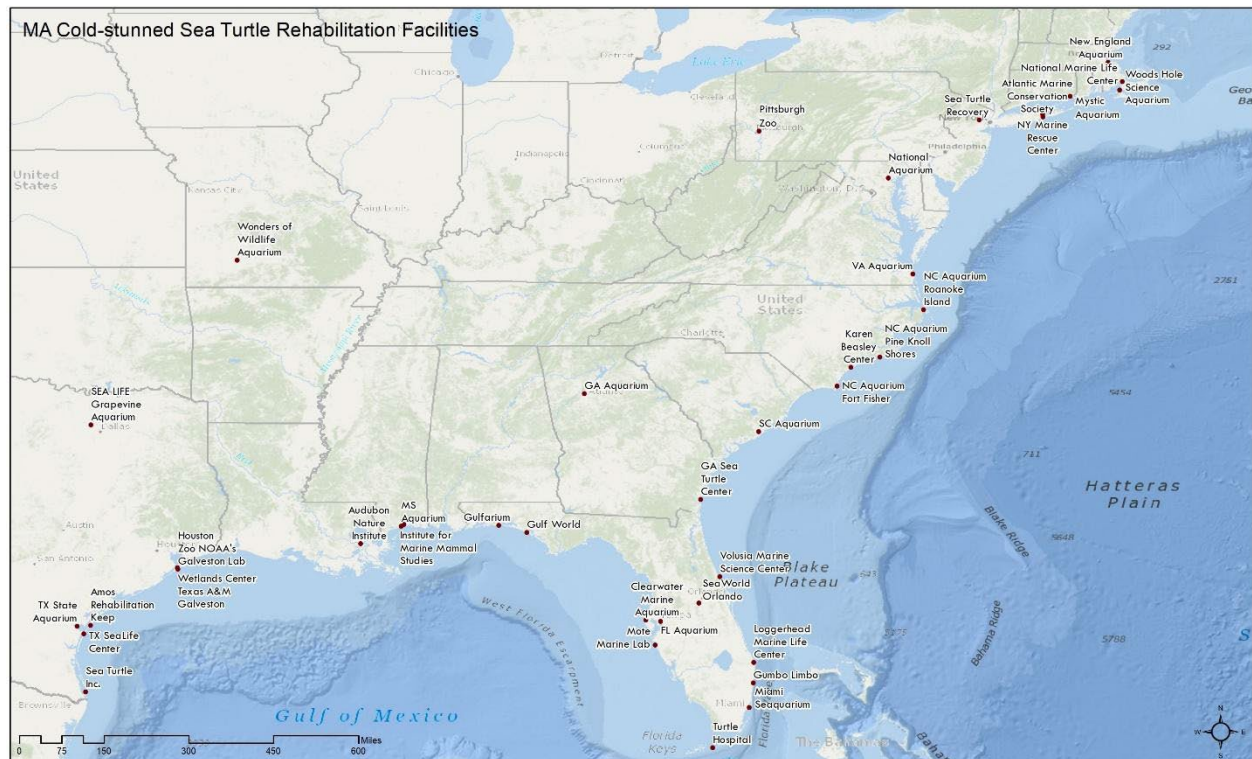 MA Cold-stunned Sea Turtle Rehabilitation Facilities
New England
Aquarium
292
National Marine Life
Center
Woods Hole
Science
Aquarium
Atlantic Marine
Conservation
Society
Mystic
Aquarium
NY Marine
Rescue
Center
Sea Turtle
Recovery
Lake Erie
Detroit
Chicago
Cleveland
Pittsburgh
Zoo
Philadelphia
National
Aquarium
Washington, D.C.
Columbus
Indianapolis
Cincinnati
United
States
Kansas City
Saint Louis
Wonders of
Wildlife
Aquarium
VA Aquarium
NC Aquarium
Roanoke
Island
2761
United
States
Charlotte
Karen
Beasley
Center
NC Aquarium
Pine Knoll
Shores
NC Aquarium
Fort Fisher
GA Aquarium
SEA LIFE
Grapevine
Aquarium
Dallas
SC Aquarium
5454
711
Hatteras
Plain
GA Sea
Turtle
Center
Blake Ridge
5648
Audubon
Nature
Institute
MS
Aquarium
Institute for
Marine Mammal
Studies
Gulfarium
Gulf World
Austin
San Antonio
Houston
Zoo NOAA's
Galveston Lab
Wetlands Center
Texas A&M
Galveston
Volusia Marine
Science Center
Blake
Plateau
543
SeaWorld
Orlando
Clearwater
Marine
Aquarium
FL Aquarium
Mote
Marine Lab
West Florida Escarpment
Amos
Rehabilitation
Keep
TX State
Aquarium
TX SeaLife
Center
Sea Turtle
Inc.
Brownsville
Loggerhead
Marine Life
Center
Gumbo Limbo
Miami
Miami
Seaquarium
Bahama Ridge
5788
Gulf of Mexico
Turtle
Hospital
Florida
Keys
The Bahamas
0 75 150 300 450 600
Miles
N
W E
S